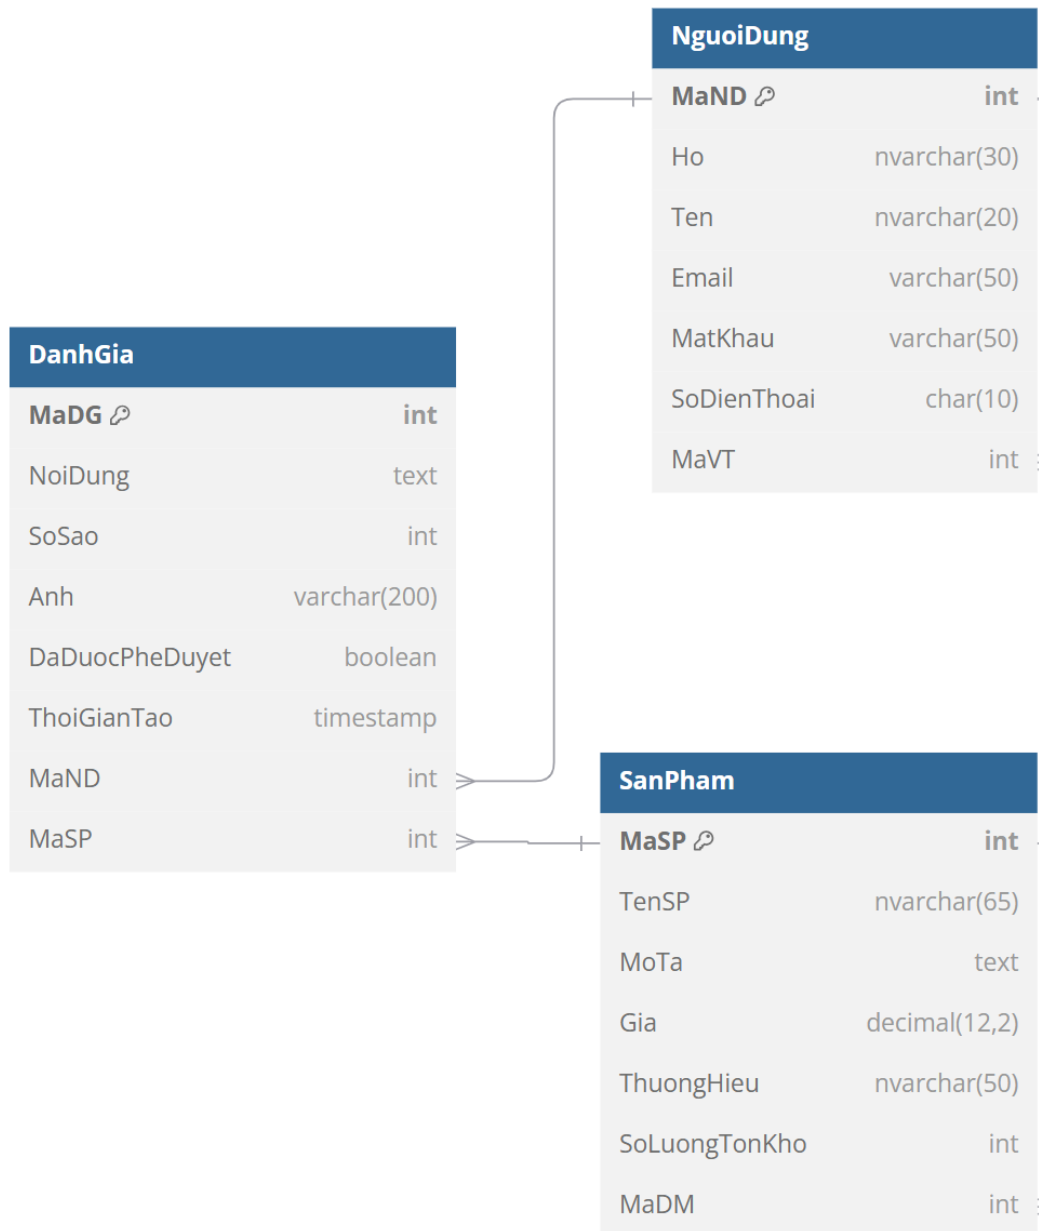 NguoiDung
MaND int
Ho nvarchar(30)
Ten nvarchar(20)
Email varchar(50)
MatKhau varchar(50)
SoDienThoai char(10)
MaVT int
DanhGia
MaDG int
NoiDung text
SoSao int
Anh varchar(200)
DaDuocPheDuyet boolean
ThoiGianTao timestamp
MaND int
MaSP int
SanPham
MaSP int
TenSP nvarchar(65)
MoTa text
Gia decimal(12,2)
ThuongHieu nvarchar(50)
SoLuongTonKho int
MaDM int